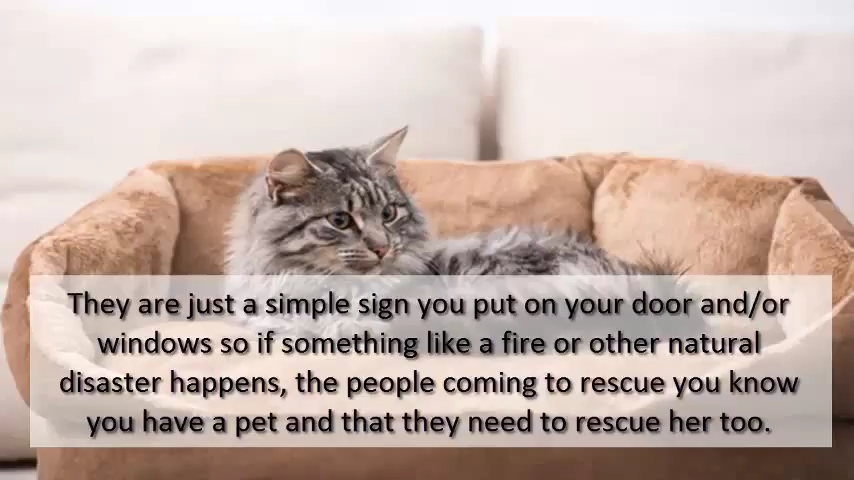 They are just a simple sign you put on your door and/or
windows so if something like a fire or other natural
disaster happens, the people coming to rescue you know
you have a pet and that they need to rescue her too.